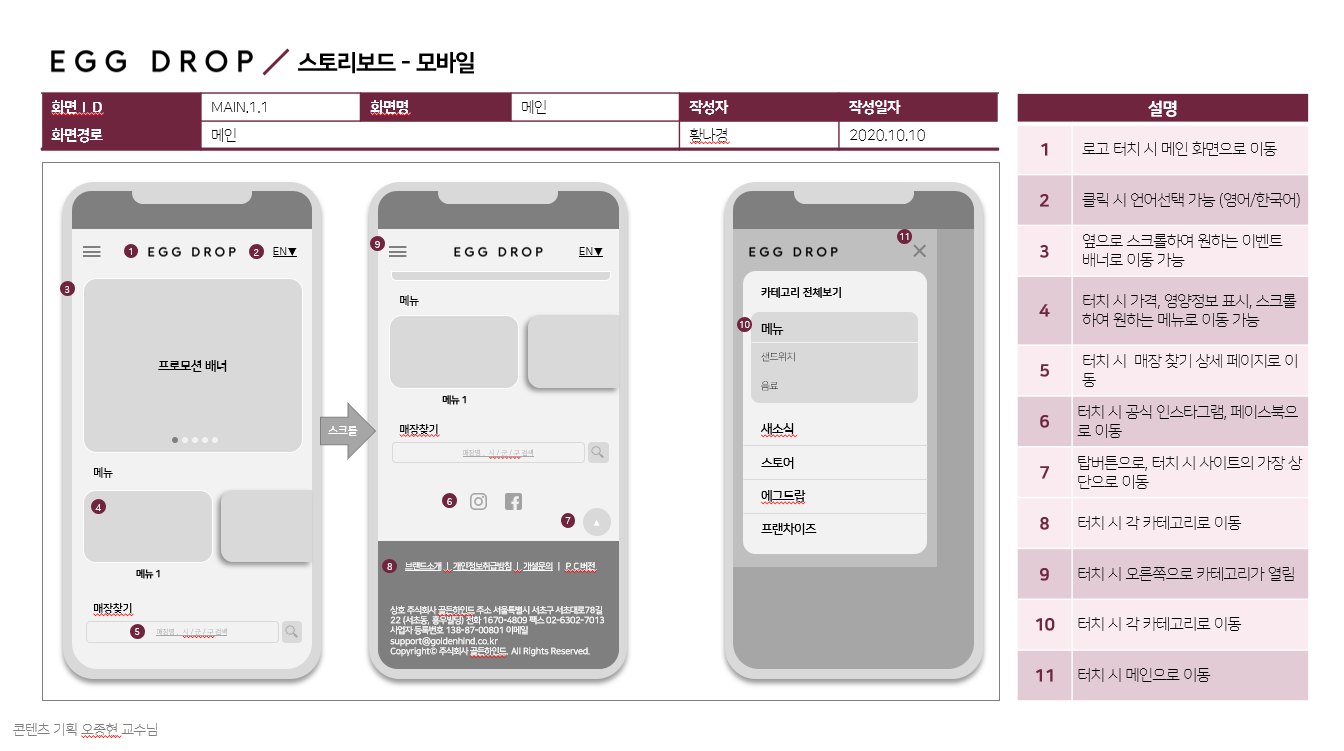 EGG DROP / 스토리보드 - 모바일
화면 I D MAIN.1.1 화면명 메인 작성자 작성일자
화면경로 메인 황나경 2020.10.10
1 EGG DROP 2 EN▼
3
프로모션 배너
메뉴
4
메뉴 1
매장찾기
5 매장명 , 시 / 군 / 구 검색
스크롤
9 EGG DROP EN▼
메뉴
메뉴 1
매장찾기
매장명 , 시 / 군 / 구 검색
6
7 ▲
8 브랜드소개 | 개인정보취급방침 | 개설문의 | P C버전
상호 주식회사 골든하인드 주소 서울특별시 서초구 서초대로78길
22 (서초동, 홍우빌딩) 전화 1670-4809 팩스 02-6302-7013
사업자 등록번호 138-87-00801 이메일
support@goldenhind.co.kr
Copyright© 주식회사 골든하인드. All Rights Reserved.
11
EGG DROP
카테고리 전체보기
10 메뉴
샌드위치
음료
새소식
스토어
에그드랍
프랜차이즈
설명
1 로고 터치 시 메인 화면으로 이동
2 클릭 시 언어선택 가능 (영어/한국어)
3 옆으로 스크롤하여 원하는 이벤트
배너로 이동 가능
4 터치 시 가격, 영양정보 표시, 스크롤
하여 원하는 메뉴로 이동 가능
5 터치 시 매장 찾기 상세 페이지로 이
동
6 터치 시 공식 인스타그램, 페이스북으
로 이동
7 탑버튼으로, 터치 시 사이트의 가장 상
단으로 이동
8 터치 시 각 카테고리로 이동
9 터치 시 오른쪽으로 카테고리가 열림
10 터치 시 각 카테고리로 이동
11 터치 시 메인으로 이동
콘텐츠 기획 오종현 교수님